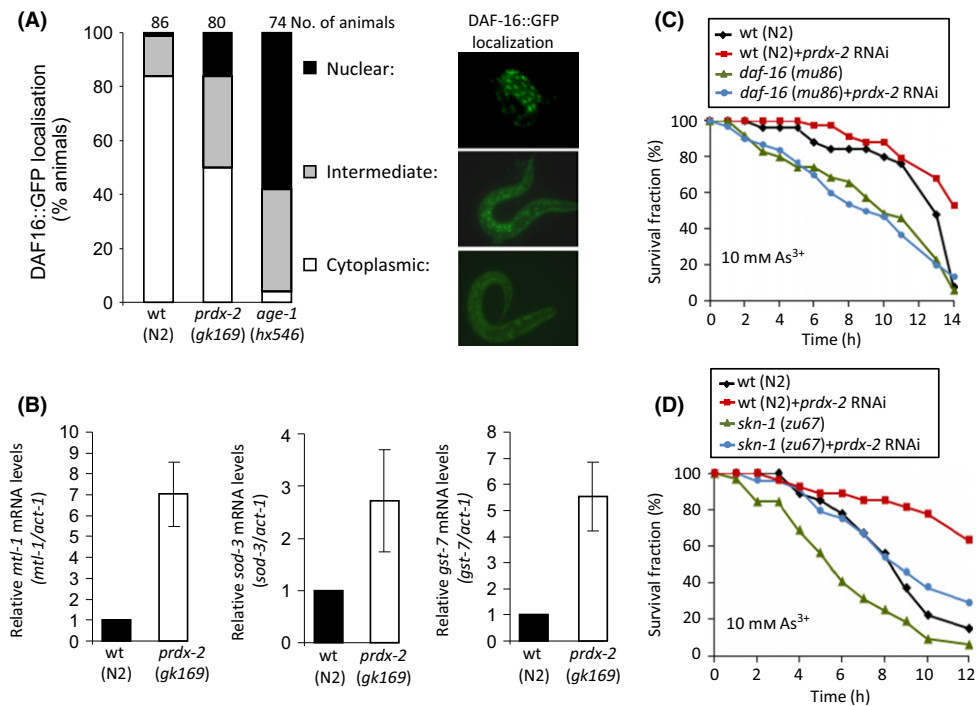 (A)
86 80 74 No. of animals
DAF16::GFP localisation
(% animals)
100
80
60
40
20
0
wt
(N2)
prdx-2
(gk169)
age-1
(hx546)
Nuclear:
Intermediate:
Cytoplasmic:
DAF-16::GFP
localization
(B)
Relative mtl-1 mRNA levels
(mtl-1/act-1)
10
9
8
7
6
5
4
3
2
1
0
wt
(N2)
prdx-2
(gk169)
Relative sod-3 mRNA levels
(sod-3/act-1)
4
3
2
1
0
wt
(N2)
prdx-2
(gk169)
Relative gst-7 mRNA levels
(gst-7/act-1)
8
7
6
5
4
3
2
1
0
wt
(N2)
prdx-2
(gk169)
(C)
wt (N2)
wt (N2)+prdx-2 RNAi
daf-16 (mu86)
daf-16 (mu86)+prdx-2 RNAi
Survival fraction (%)
100
80
60
40
20
0
10 mM As3+
0 2 4 6 8 10 12 14
Time (h)
(D)
wt (N2)
wt (N2)+prdx-2 RNAi
skn-1 (zu67)
skn-1 (zu67)+prdx-2 RNAi
Survival fraction (%)
100
80
60
40
20
0
10 mM As3+
0 2 4 6 8 10 12
Time (h)